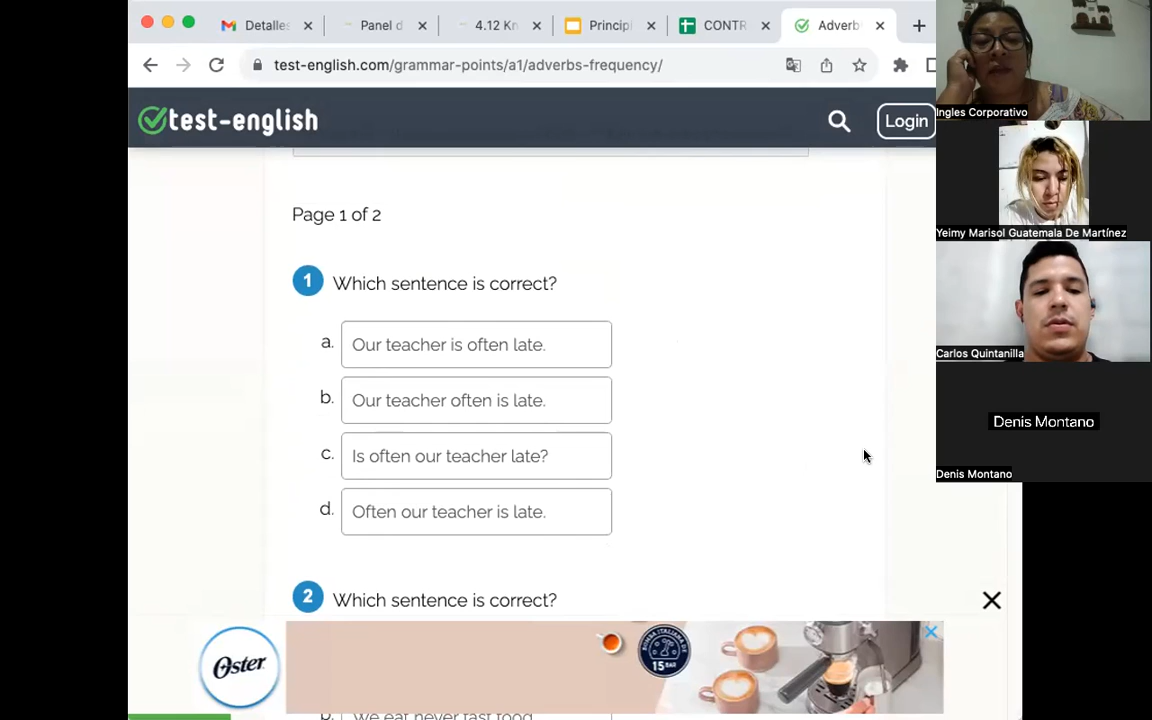 Detalles
Panel d
4.12 Kn
Princip
CONTR
Adverb
test-english.com/grammar-points/a1/adverbs-frequency/
test-english
Login
Page 1 of 2
1 Which sentence is correct?
a. Our teacher is often late.
b. Our teacher often is late.
c. Is often our teacher late?
d. Often our teacher is late.
2 Which sentence is correct?
Oster
15 BAR
b. We eat never fast food.
Ingles Corporativo
Yeimy Marisol Guatemala De Martínez
Carlos Quintanilla
Denis Montano
Denis Montano